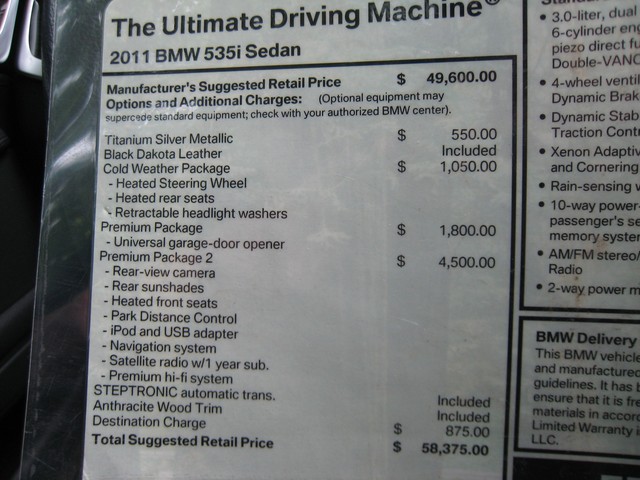 The Ultimate Driving Machine®
2011 BMW 535i Sedan
Manufacturer's Suggested Retail Price $ 49,600.00
Options and Additional Charges: (Optional equipment may
supercede standard equipment; check with your authorized BMW center).
Titanium Silver Metallic $ 550.00
Black Dakota Leather Included
Cold Weather Package $ 1,050.00
- Heated Steering Wheel
- Heated rear seats
- Retractable headlight washers
Premium Package $ 1,800.00
- Universal garage-door opener
Premium Package 2 $ 4,500.00
- Rear-view camera
- Rear sunshades
- Heated front seats
- Park Distance Control
- iPod and USB adapter
- Navigation system
- Satellite radio w/1 year sub.
- Premium hi-fi system
STEPTRONIC automatic trans. Included
Anthracite Wood Trim Included
Destination Charge $ 875.00
Total Suggested Retail Price $ 58,375.00
• 3.0-liter, dual
6-cylinder eng
piezo direct fu
Double-VANO
• 4-wheel venti
Dynamic Brak
• Dynamic Stab
Traction Contr
• Xenon Adaptiv
and Cornering
• Rain-sensing w
• 10-way power-
passenger's se
memory syster
• AM/FM stereo/
Radio
• 2-way power m
BMW Delivery
This BMW vehicle
and manufactured
guidelines. It has b
ensure that it is fre
materials in accord
Limited Warranty i
LLC.